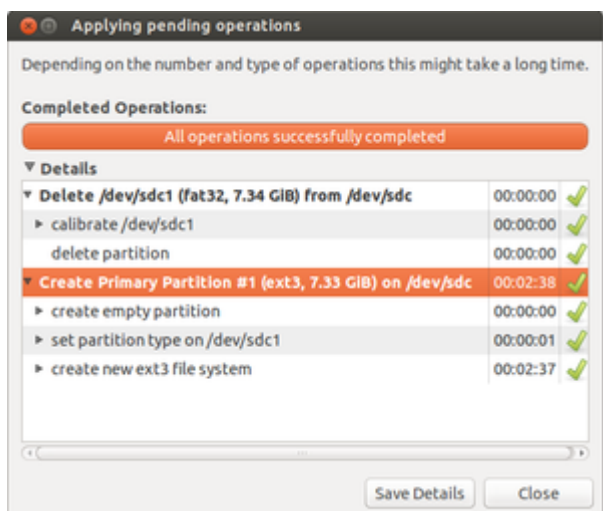 Applying pending operations
Depending on the number and type of operations this might take a long time.
Completed Operations:
All operations successfully completed
Details
Delete /dev/sdc1 (fat32, 7.34 GiB) from /dev/sdc 00:00:00
calibrate /dev/sdc1 00:00:00
delete partition 00:00:00
Create Primary Partition #1 (ext3, 7.33 GiB) on /dev/sdc 00:02:38
create empty partition 00:00:00
set partition type on /dev/sdc1 00:00:01
create new ext3 file system 00:02:37
Save Details Close